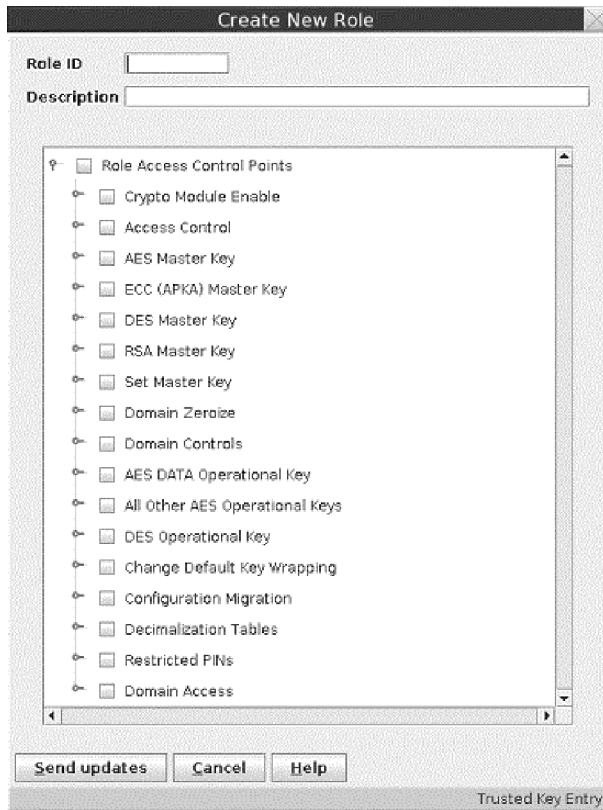 Create New Role
Role ID
Description
Role Access Control Points
Crypto Module Enable
Access Control
AES Master Key
ECC (APKA) Master Key
DES Master Key
RSA Master Key
Set Master Key
Domain Zeroize
Domain Controls
AES DATA Operational Key
All Other AES Operational Keys
DES Operational Key
Change Default Key Wrapping
Configuration Migration
Decimalization Tables
Restricted PINs
Domain Access
Send updates Cancel Help
Trusted Key Entry